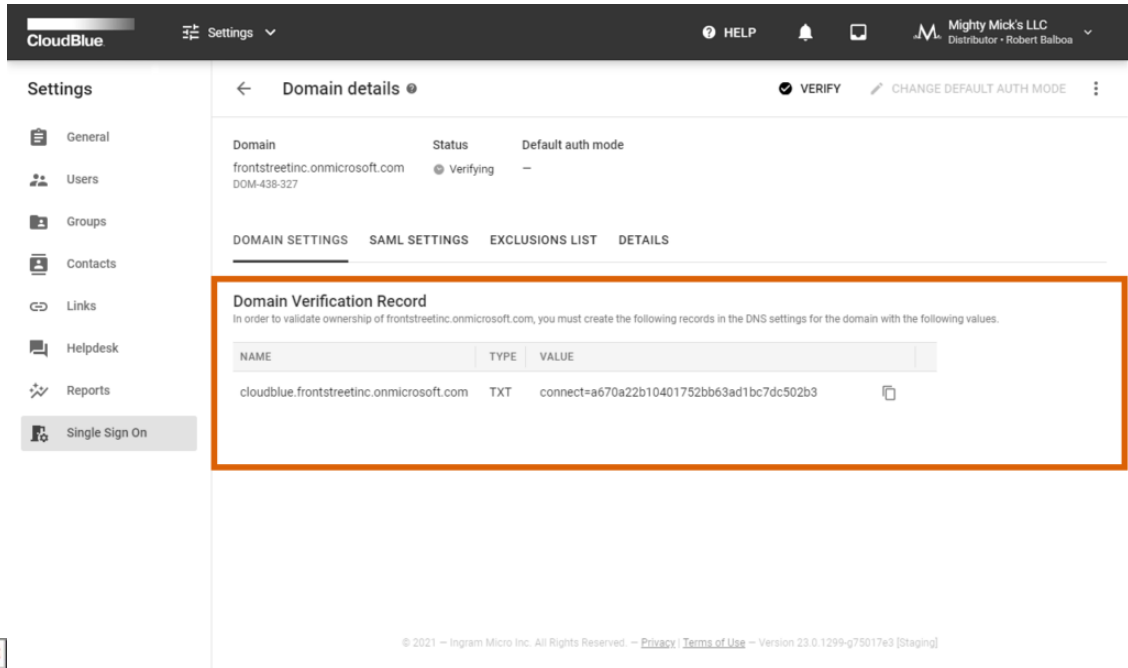 CloudBlue.
Settings
HELP
Mighty Mick's LLC
Distributor • Robert Balboa
Settings
General
Users
Groups
Contacts
Links
Helpdesk
Reports
Single Sign On
Domain details
VERIFY
CHANGE DEFAULT AUTH MODE
Domain Status Default auth mode
frontstreetinc.onmicrosoft.com Verifying —
DOM-438-327
DOMAIN SETTINGS SAML SETTINGS EXCLUSIONS LIST DETAILS
Domain Verification Record
In order to validate ownership of frontstreetinc.onmicrosoft.com, you must create the following records in the DNS settings for the domain with the following values.
NAME TYPE VALUE
cloudblue.frontstreetinc.onmicrosoft.com TXT connect=a670a22b10401752bb63ad1bc7dc502b3
© 2021 — Ingram Micro Inc. All Rights Reserved. — Privacy | Terms of Use — Version 23.0.1299-g75017e3 [Staging]